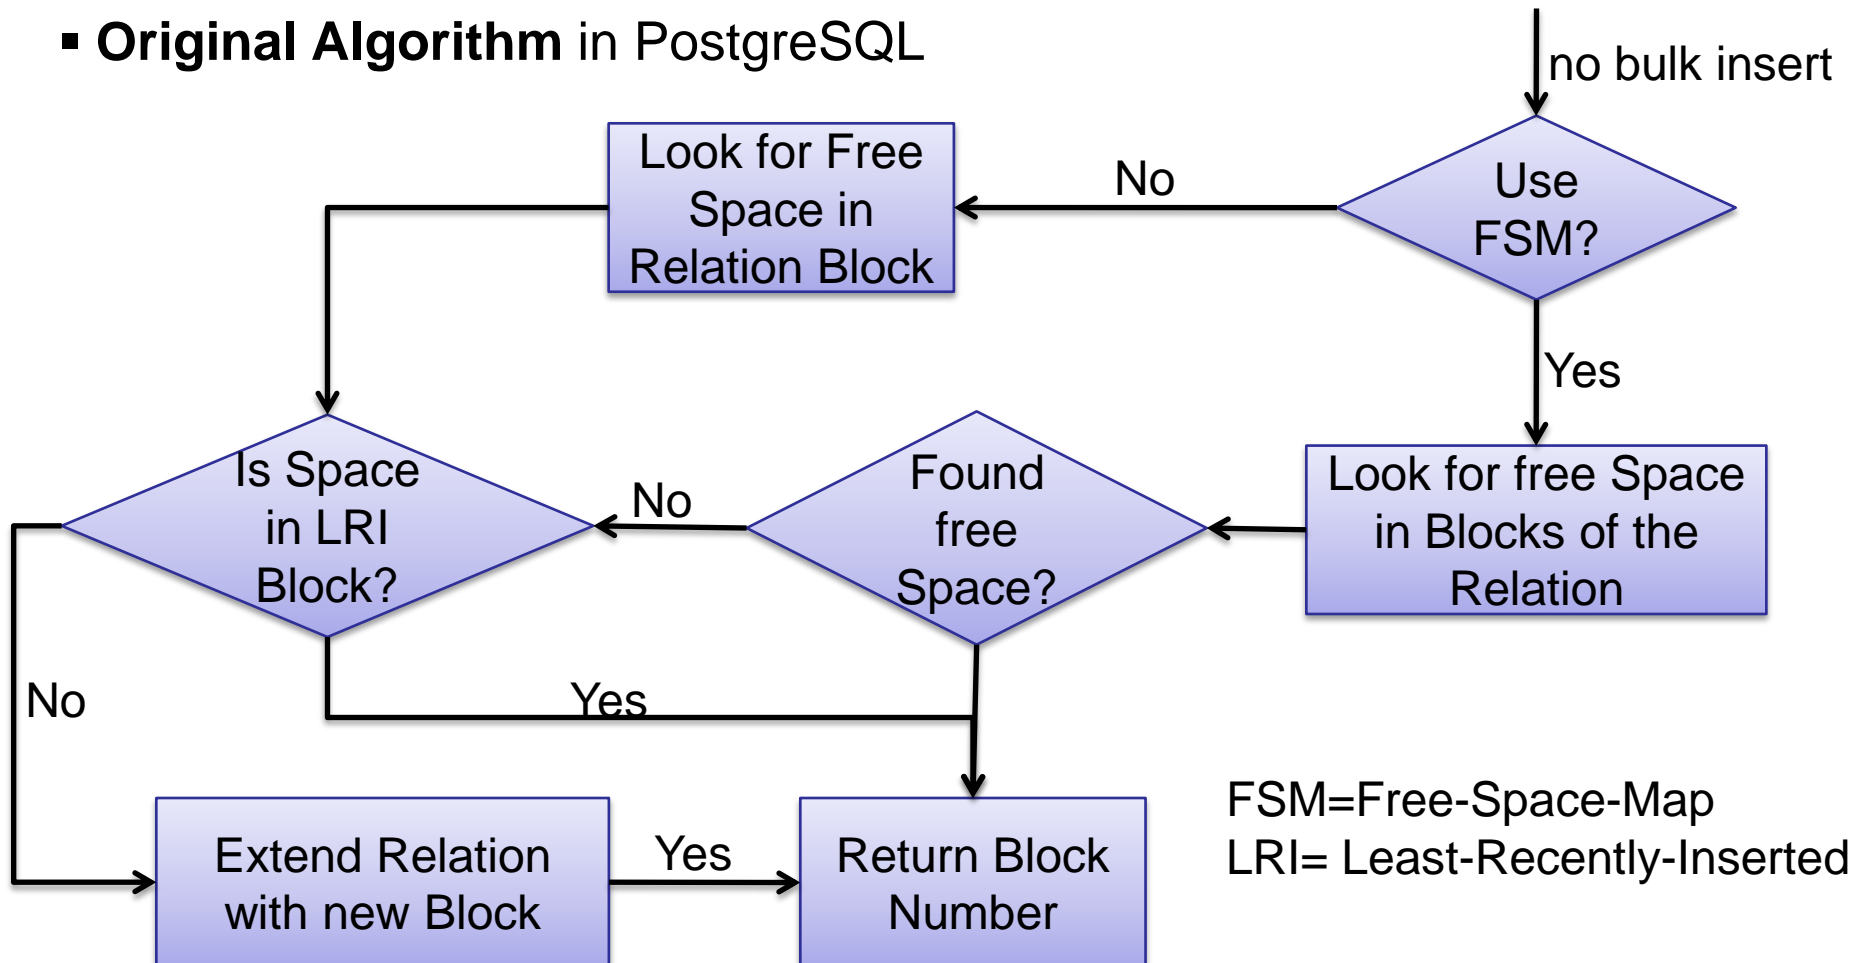 ▪ Original Algorithm in PostgreSQL
no bulk insert
Look for Free
Space in
Relation Block
No
Use
FSM?
Yes
Is Space
in LRI
Block?
No
Found
free
Space?
Look for free Space
in Blocks of the
Relation
No
Yes
Extend Relation
with new Block
Yes
Return Block
Number
FSM=Free-Space-Map
LRI= Least-Recently-Inserted